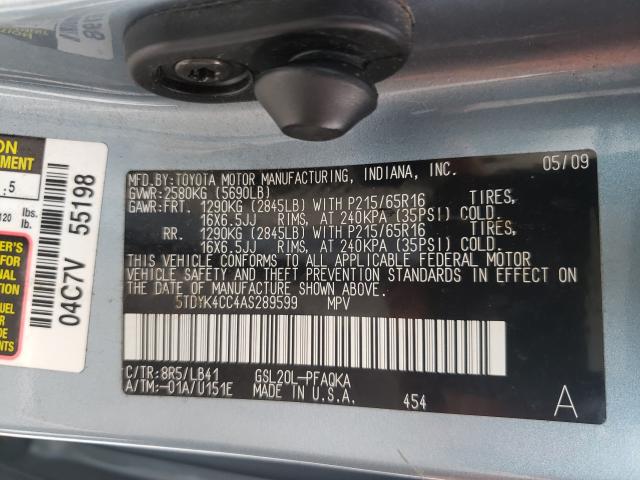 MFD.BY:TOYOTA MOTOR MANUFACTURING, INDIANA, INC. 05/09
GVWR:2580KG (5690LB)
GAWR:FRT. 1290KG (2845LB) WITH P215/65R16 TIRES,
16X6.5JJ RIMS, AT 240KPA (35PSI) COLD.
RR. 1290KG (2845LB) WITH P215/65R16 TIRES,
16X6.5JJ RIMS, AT 240KPA (35PSI) COLD.
THIS VEHICLE CONFORMS TO ALL APPLICABLE FEDERAL MOTOR
VEHICLE SAFETY AND THEFT PREVENTION STANDARDS IN EFFECT
ON THE DATE OF MANUFACTURE SHOWN ABOVE.
5TDYK4CC4AS289599 MPV
C/TR:8R5/LB41 GSL20L-PFAQKA
A/TM:-01A/U151E MADE IN U.S.A.
454
A
04C7V 55198
.5
120 lbs.
lb.